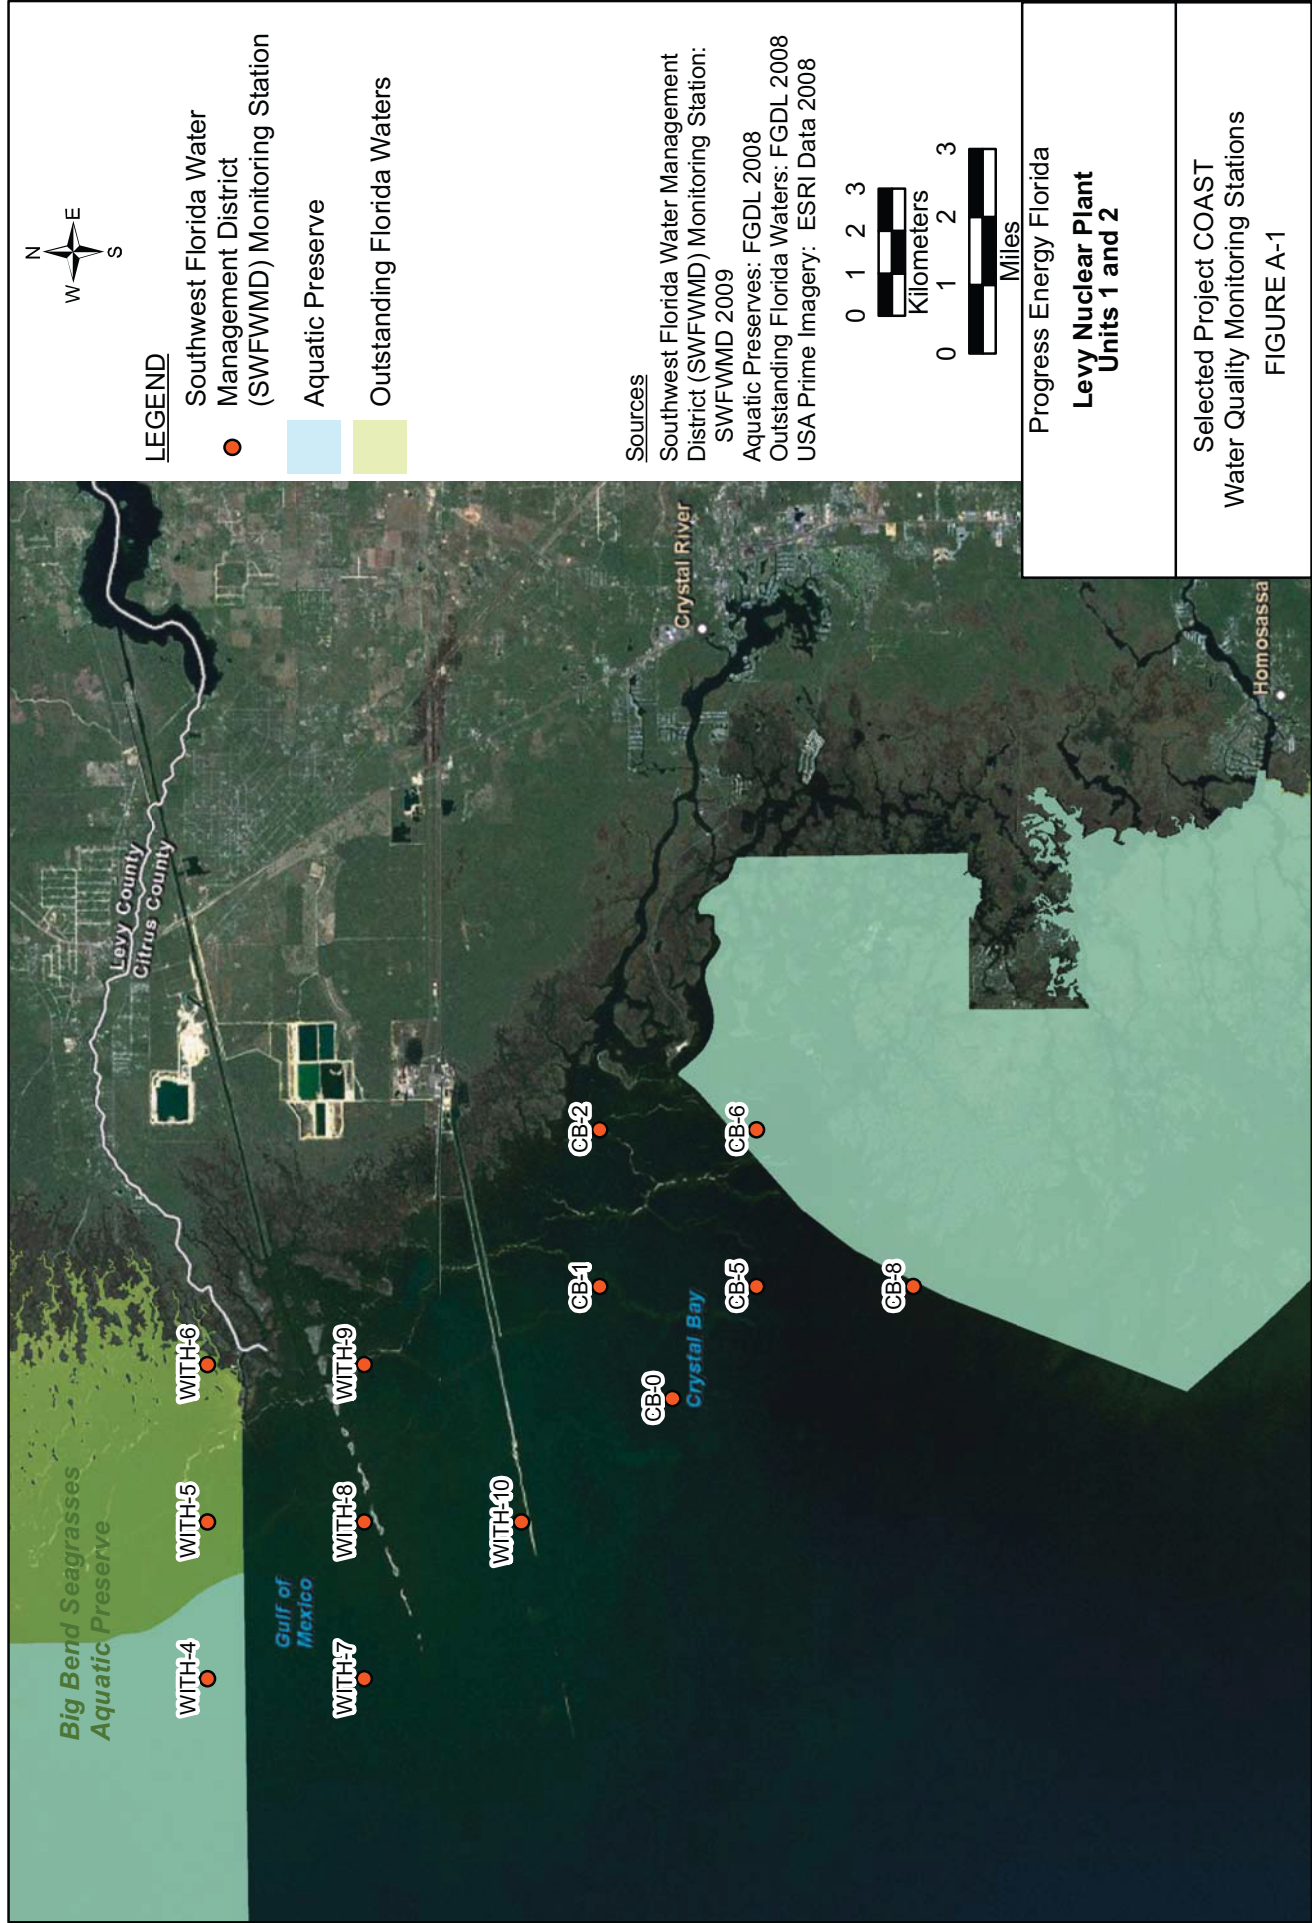 N
W
E
S
LEGEND
Southwest Florida Water
Management District
(SWFWMD) Monitoring Station
Aquatic Preserve
Outstanding Florida Waters
Sources
Southwest Florida Water Management
District (SWFWMD) Monitoring Station:
SWFWMD 2009
Aquatic Preserves: FGDL 2008
Outstanding Florida Waters: FGDL 2008
USA Prime Imagery: ESRI Data 2008
0 1 2 3
Kilometers
0 1 2 3
Miles
Progress Energy Florida
Levy Nuclear Plant
Units 1 and 2
Selected Project COAST
Water Quality Monitoring Stations
FIGURE A-1
Big Bend Seagrasses
Aquatic Preserve
Levy County
Citrus County
WITH-4
WITH-5
WITH-6
Gulf of
Mexico
WITH-7
WITH-8
WITH-9
WITH-10
CB-1
CB-2
CB-0
Crystal Bay
CB-5
CB-6
CB-8
Crystal River
Homosassa